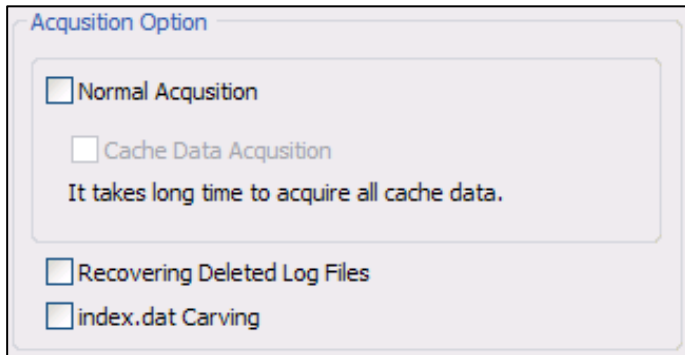 Acqusition Option
Normal Acqusition
Cache Data Acqusition
It takes long time to acquire all cache data.
Recovering Deleted Log Files
index.dat Carving